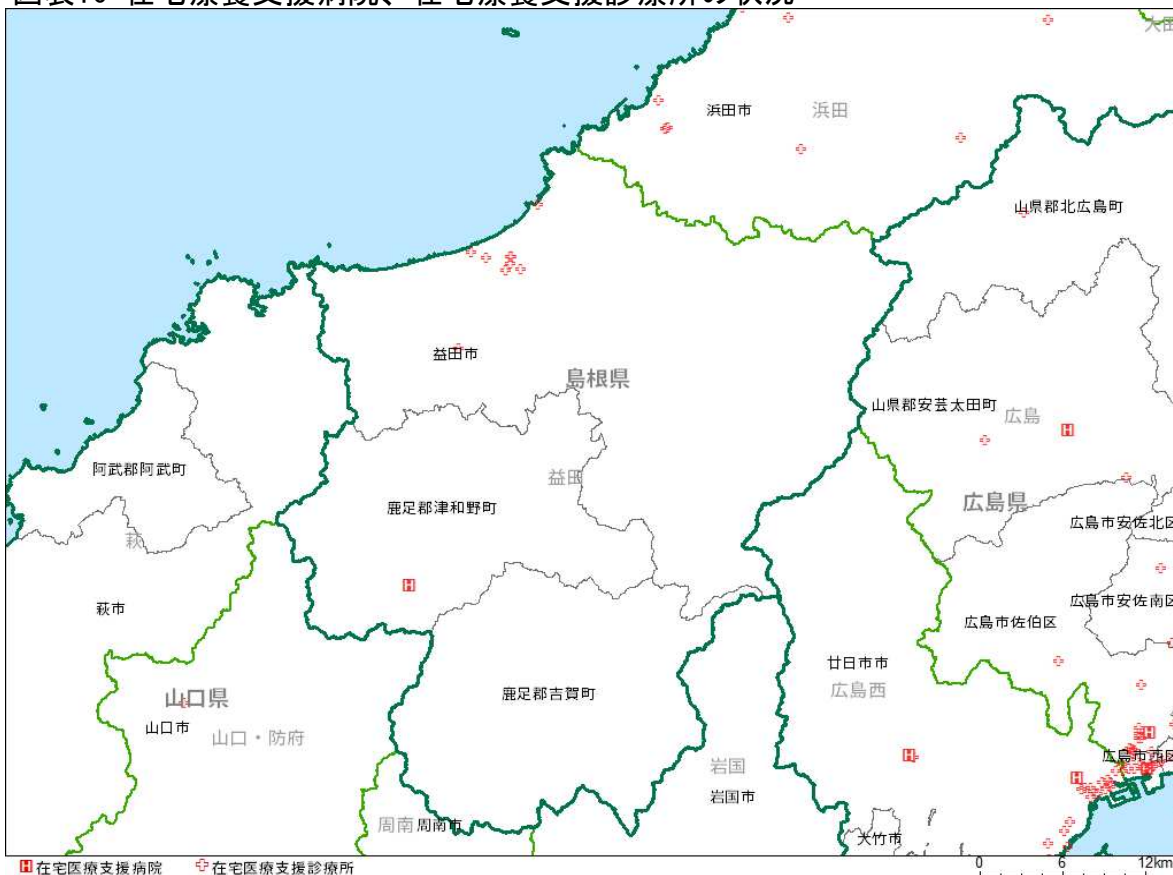 図表10 在宅療養支援病院、在宅療養支援診療所の状況
大田
浜田市
浜田
山県郡北広島町
益田市
島根県
山県郡安芸太田町
広島
阿武郡阿武町
益田
鹿足郡津和野町
広島県
広島市安佐北区
萩
萩市
広島市安佐南区
広島市佐伯区
廿日市市
広島西
鹿足郡吉賀町
山口県
山口市
山口・防府
広島市西区
岩国
岩国市
周南
周南市
大竹市
H 在宅医療支援病院
在宅医療支援診療所
0 6 12km